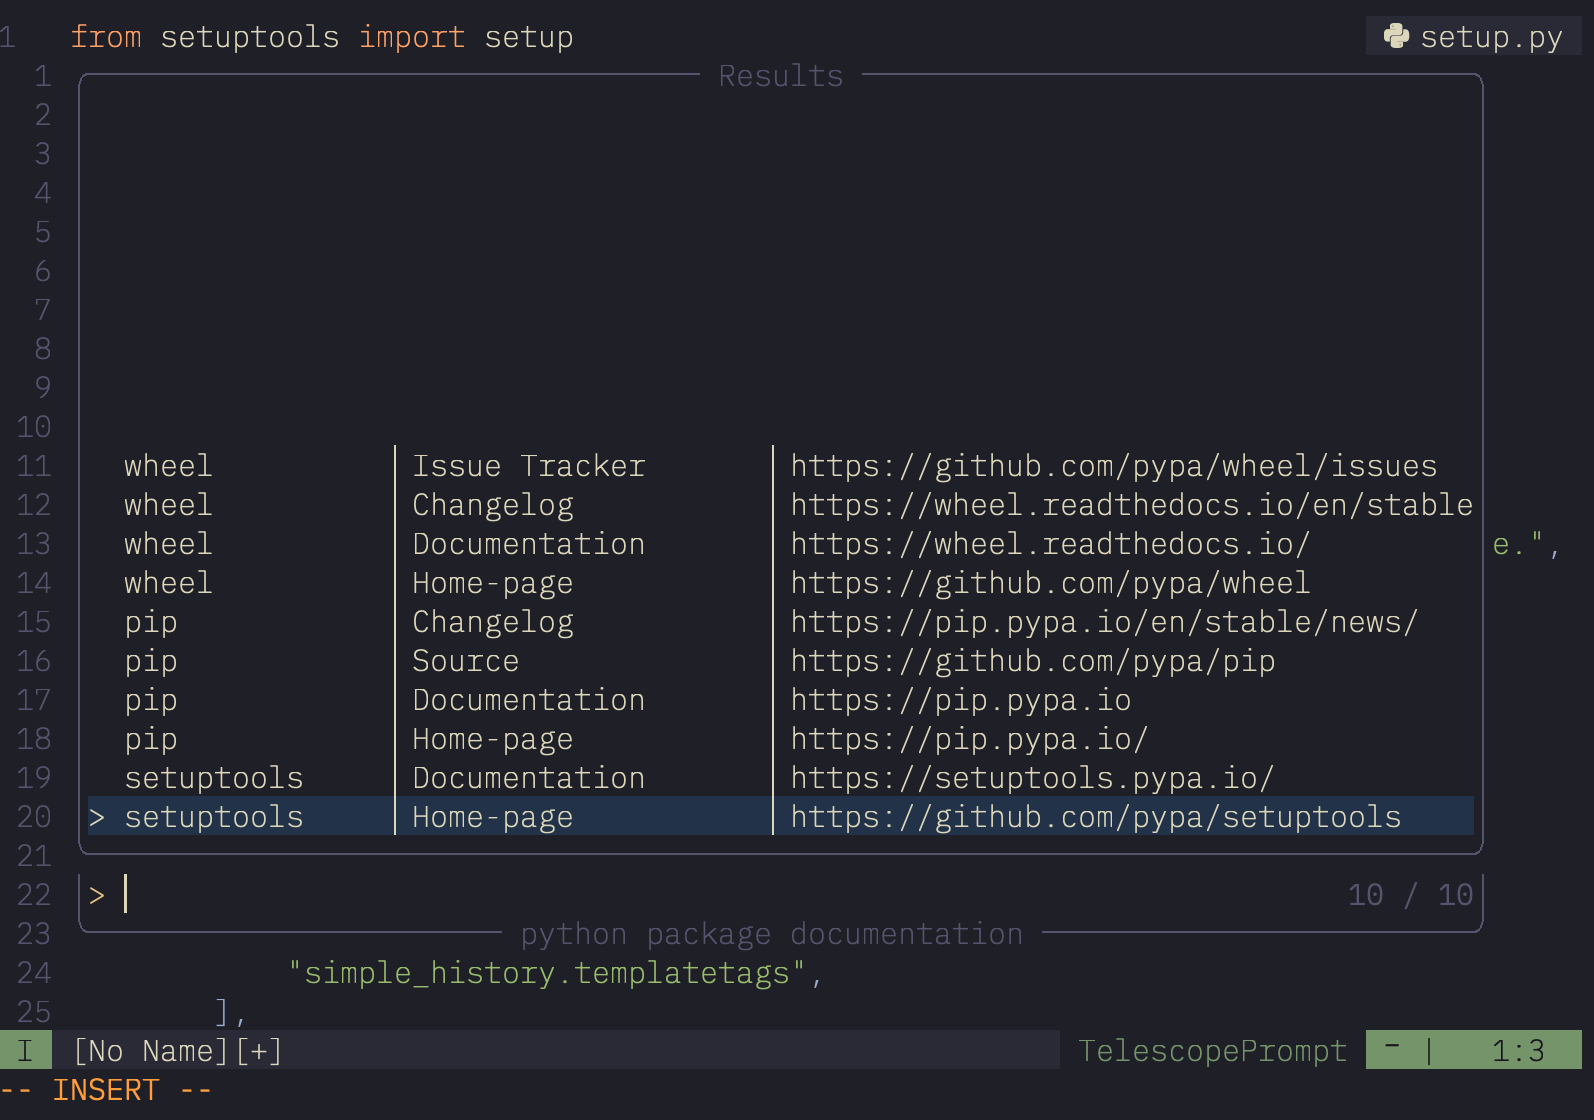 1 from setuptools import setup setup.py
1 Results
2
3
4
5
6
7
8
9
10
11 wheel Issue Tracker https://github.com/pypa/wheel/issues
12 wheel Changelog https://wheel.readthedocs.io/en/stable
13 wheel Documentation https://wheel.readthedocs.io/ e.",
14 wheel Home-page https://github.com/pypa/wheel
15 pip Changelog https://pip.pypa.io/en/stable/news/
16 pip Source https://github.com/pypa/pip
17 pip Documentation https://pip.pypa.io
18 pip Home-page https://pip.pypa.io/
19 setuptools Documentation https://setuptools.pypa.io/
20 > setuptools Home-page https://github.com/pypa/setuptools
21
22 > 10 / 10
23 python package documentation
24 "simple_history.templatetags",
25 ],
I [No Name][+] TelescopePrompt | 1:3
-- INSERT --